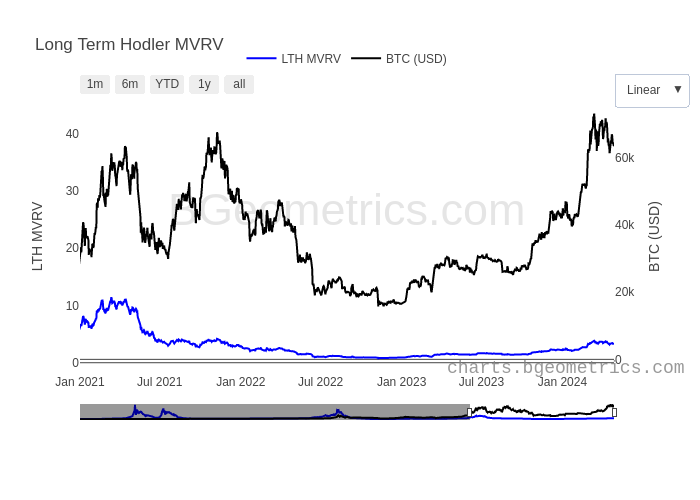 Long Term Hodler MVRV
LTH MVRV
BTC (USD)
1m
6m
YTD
1y
all
Linear
▼
40
30
20
10
0
LTH MVRV
60k
40k
20k
0
BTC (USD)
BGeometrics.com
charts.bgeometrics.com
Jan 2021
Jul 2021
Jan 2022
Jul 2022
Jan 2023
Jul 2023
Jan 2024